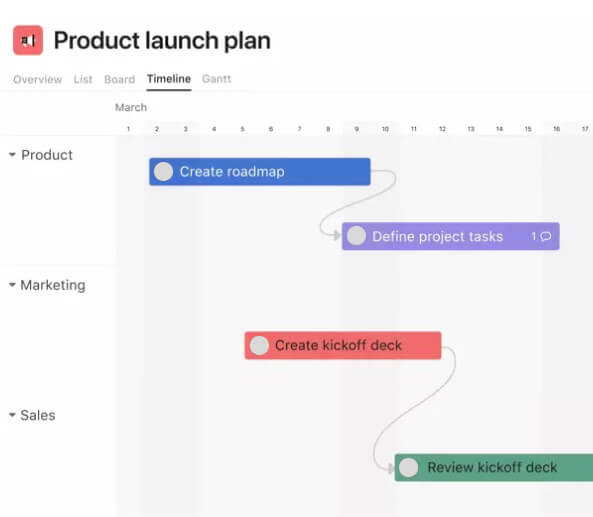 Product launch plan
Overview List Board Timeline Gantt
March
1 2 3 4 5 6 7 8 9 10 11 12 13 14 15 16 17
Product
Create roadmap
Define project tasks 1
Marketing
Create kickoff deck
Sales
Review kickoff deck